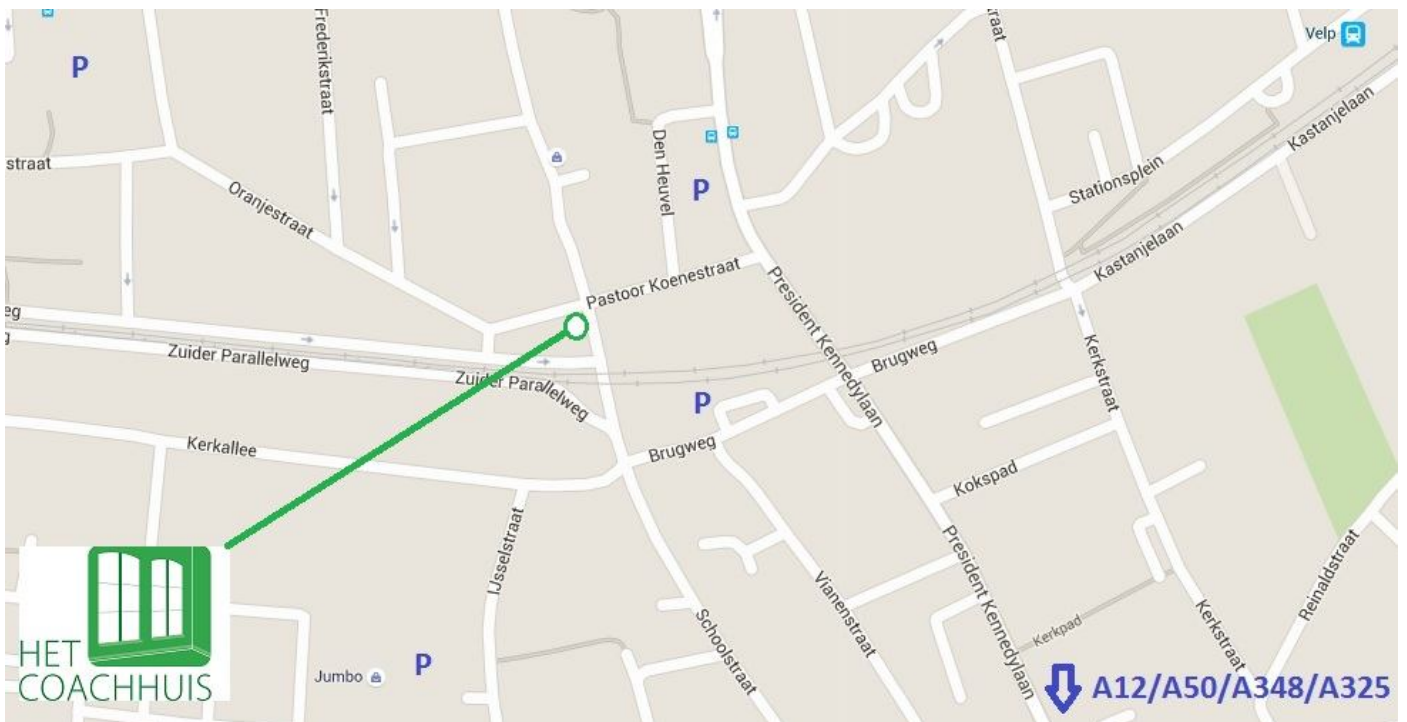 Frederikstraat
raat
Velp
P
Kastanjelaan
Den Heuvel
straat
P
Stationsplein
Oranjestraat
Kastanjelaan
Pastoor Koenestraat
President Kennedylaan
eg
g
Zuider Parallelweg
Brugweg
Kerkstraat
Zuider Parallelweg
P
Kerkallee
Brugweg
Kokspad
IJsselstraat
President Kennedylaan
Vianenstraat
Reinaldstraat
Kerkpad
Kerkstraat
Schoolstraat
HET
COACHHUIS
Jumbo
P
A12/A50/A348/A325